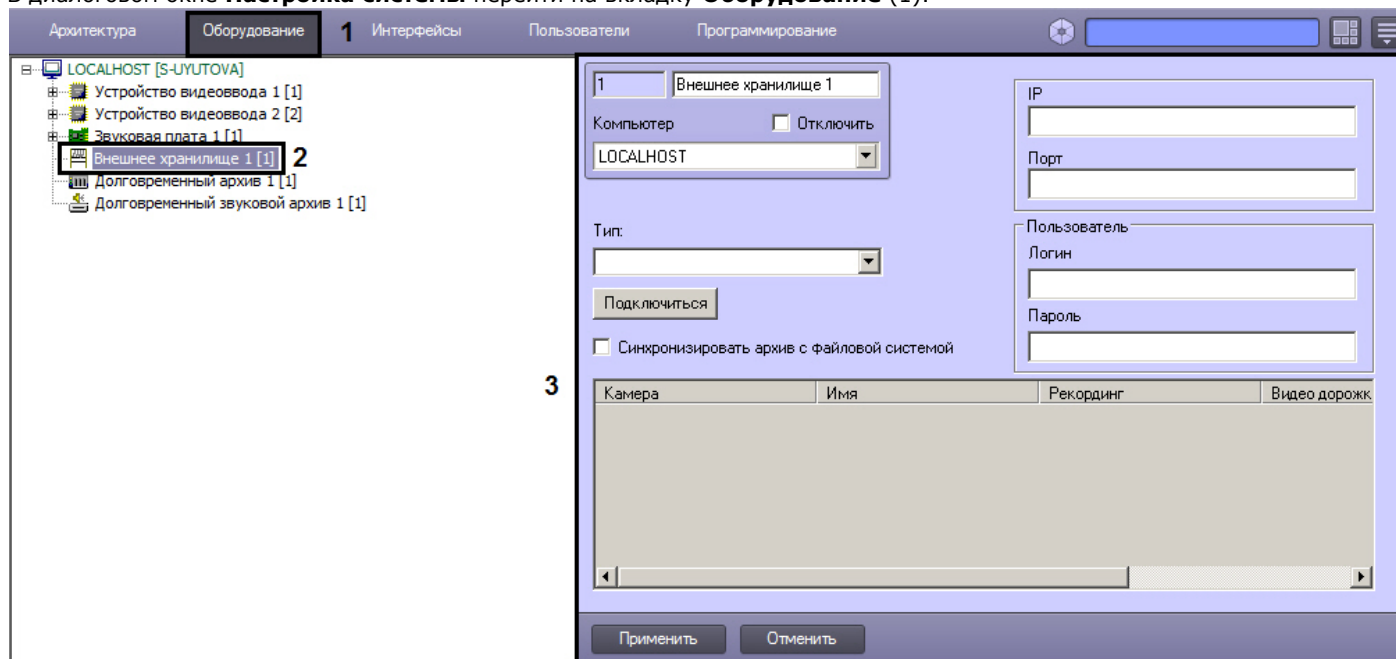 В диалоговом окне Настройка системы перейти на вкладку Оборудование (1).
Архитектура Оборудование 1 Интерфейсы Пользователи Программирование
LOCALHOST [S-UYUTOVA]
Устройство видеоввода 1 [1]
Устройство видеоввода 2 [2]
Звуковая плата 1 [1]
Внешнее хранилище 1 [1] 2
Долговременный архив 1 [1]
Долговременный звуковой архив 1 [1]
3
1 Внешнее хранилище 1
Компьютер Отключить
LOCALHOST
IP
Порт
Тип:
Подключиться
Синхронизировать архив с файловой системой
Пользователь
Логин
Пароль
Камера Имя Рекординг Видео дорожк
Применить Отменить